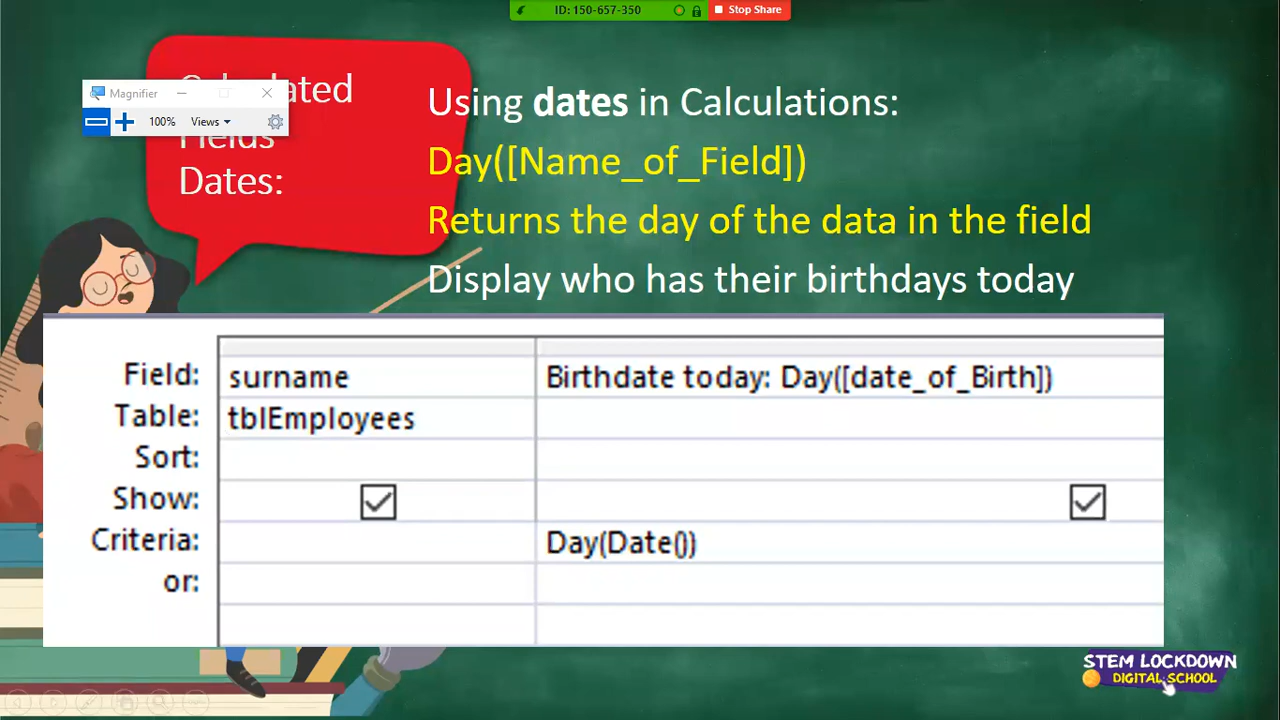 ID: 150-657-350
Stop Share
Magnifier
100% Views
Fields
Dates:
Using dates in Calculations:
Day([Name_of_Field])
Returns the day of the data in the field
Display who has their birthdays today
Field: surname Birthdate today: Day([date_of_Birth])
Table: tblEmployees
Sort:
Show:
Criteria: Day(Date())
or:
STEM LOCKDOWN
DIGITAL SCHOOL